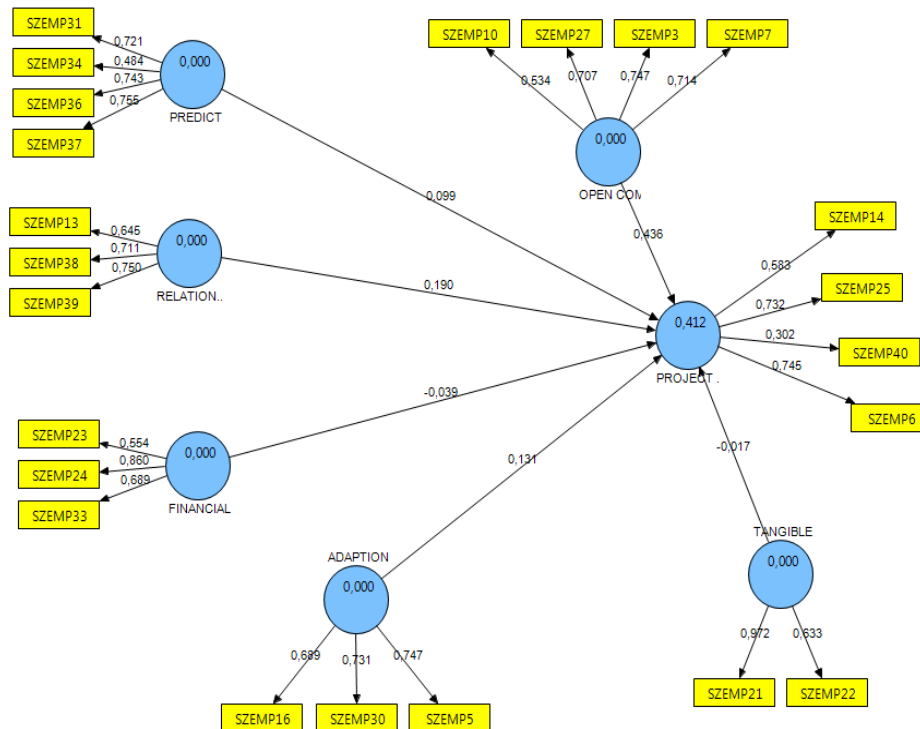 SZEMP31
0,721
SZEMP34
0,484
SZEMP36
0,743
SZEMP37
0,755
0,000
PREDICT
0,099
SZEMP10
SZEMP27
SZEMP3
SZEMP7
0,534
0,707
0,747
0,714
0,000
OPEN COM
0,436
SZEMP13
0,645
SZEMP38
0,711
SZEMP39
0,750
0,000
RELATION..
0,190
SZEMP14
0,583
SZEMP25
0,732
SZEMP40
0,302
SZEMP6
0,745
0,412
PROJECT .
SZEMP23
0,554
SZEMP24
0,860
SZEMP33
0,689
0,000
FINANCIAL
-0,039
ADAPTION
0,000
0,131
0,689
0,731
0,747
SZEMP16
SZEMP30
SZEMP5
-0,017
TANGIBLE
0,000
0,972
0,633
SZEMP21
SZEMP22